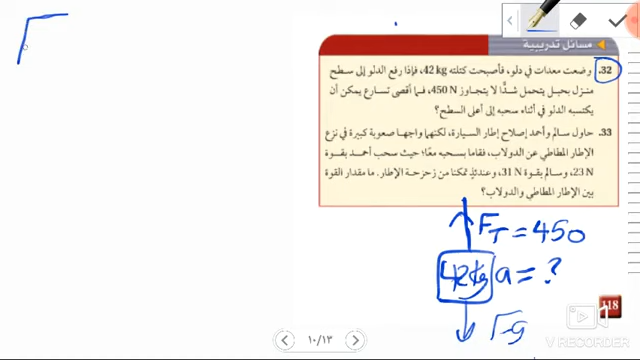 مسائل تدريبية
.32 وضعت معدات في دلو، فأصبحت كتلته 42 kg، فإذا رفع الدلو إلى سطح
منزل بحبل يتحمل شدًّا لا يتجاوز 450 N، فما أقصى تسارع يمكن أن
يكتسبه الدلو في أثناء سحبه إلى أعلى السطح؟
.33 حاول سالم وأحمد إصلاح إطار السيارة، لكنهما واجها صعوبة كبيرة في نزع
الإطار المطاطي عن الدولاب، فقاما بسحبه معًا؛ حيث سحب أحمد بقوة
23 N، وسالم بقوة 31 N، وعندئذٍ تمكنا من زحزحة الإطار. ما مقدار القوة
بين الإطار المطاطي والدولاب؟
F_T = 450
42 kg a = ?
Fg
118
١٠/١٣
V RECORDER